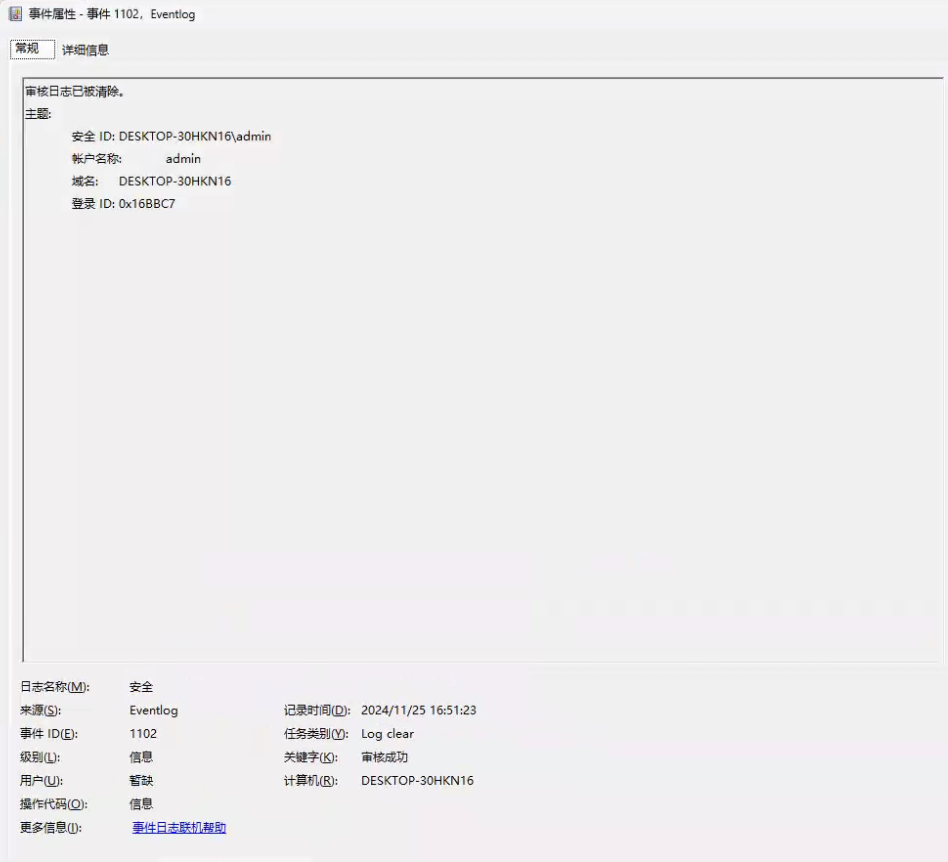 事件属性 - 事件 1102，Eventlog
常规 详细信息
审核日志已被清除。
主题:
安全 ID: DESKTOP-30HKN16\admin
帐户名称: admin
域名: DESKTOP-30HKN16
登录 ID: 0x16BBC7
日志名称(M): 安全
来源(S): Eventlog 记录时间(D): 2024/11/25 16:51:23
事件 ID(E): 1102 任务类别(Y): Log clear
级别(L): 信息 关键字(K): 审核成功
用户(U): 暂缺 计算机(R): DESKTOP-30HKN16
操作代码(O): 信息
更多信息(I): 事件日志联机帮助